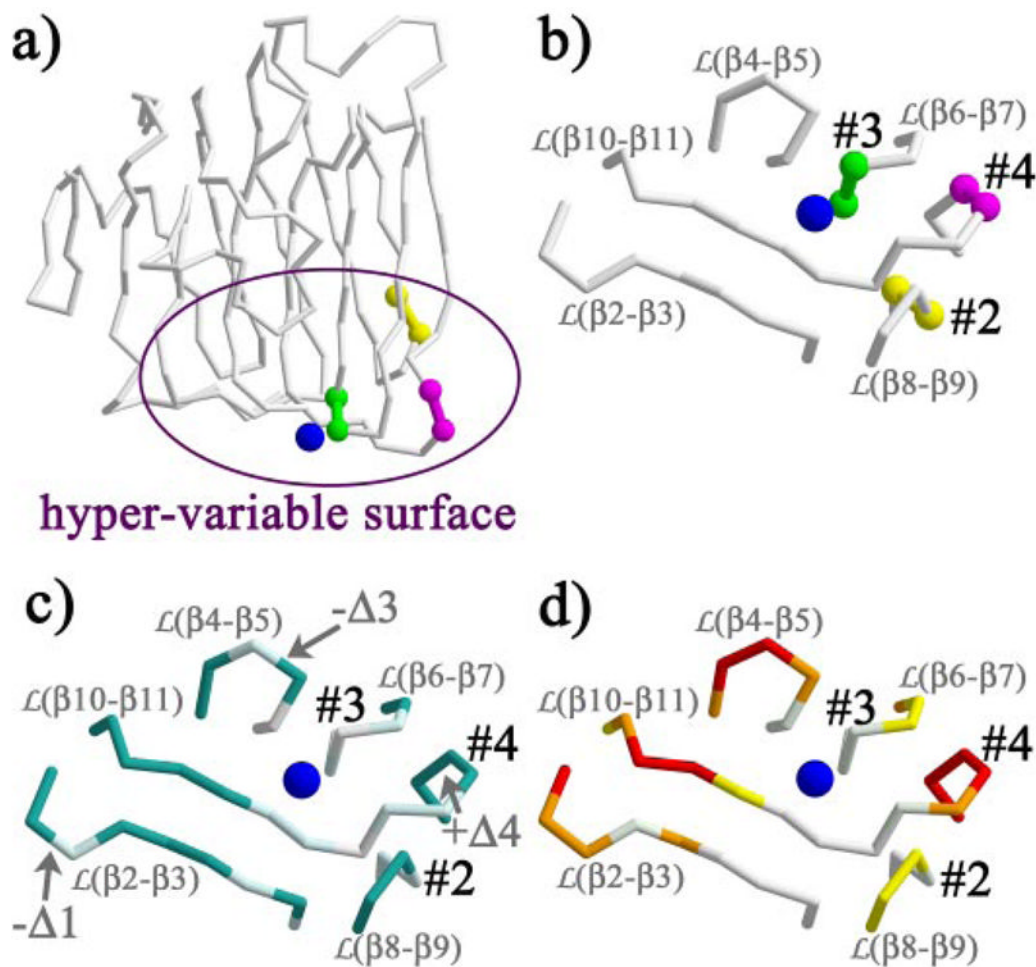 a)
hyper-variable surface
b)
ℒ(β4-β5)
ℒ(β6-β7)
#3
ℒ(β10-β11)
#4
ℒ(β2-β3)
#2
ℒ(β8-β9)
c)
ℒ(β4-β5)
-Δ3
ℒ(β6-β7)
ℒ(β10-β11)
#3
#4
+Δ4
ℒ(β2-β3)
#2
-Δ1
ℒ(β8-β9)
d)
ℒ(β4-β5)
ℒ(β6-β7)
ℒ(β10-β11)
#3
#4
ℒ(β2-β3)
#2
ℒ(β8-β9)